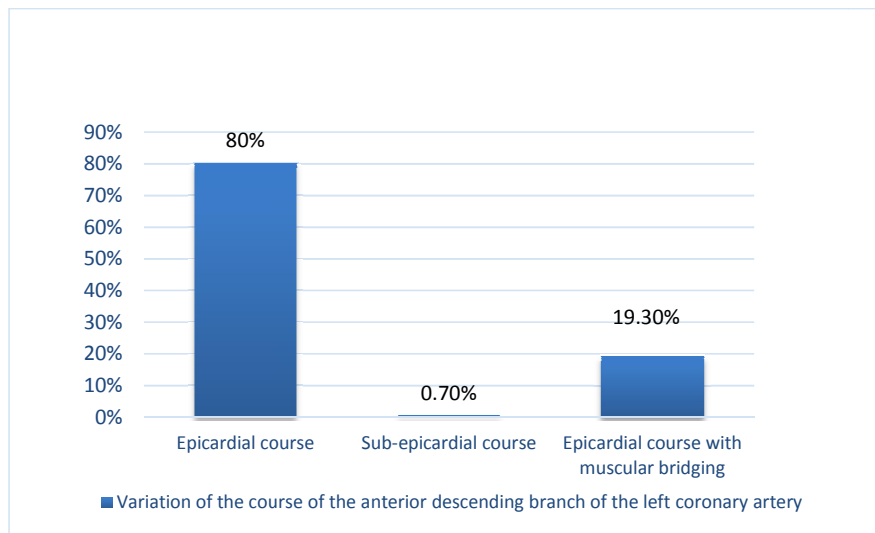 90%
80%
70%
60%
50%
40%
30%
20%
10%
0%
80%
0.70%
19.30%
Epicardial course
Sub-epicardial course
Epicardial course with
muscular bridging
Variation of the course of the anterior descending branch of the left coronary artery